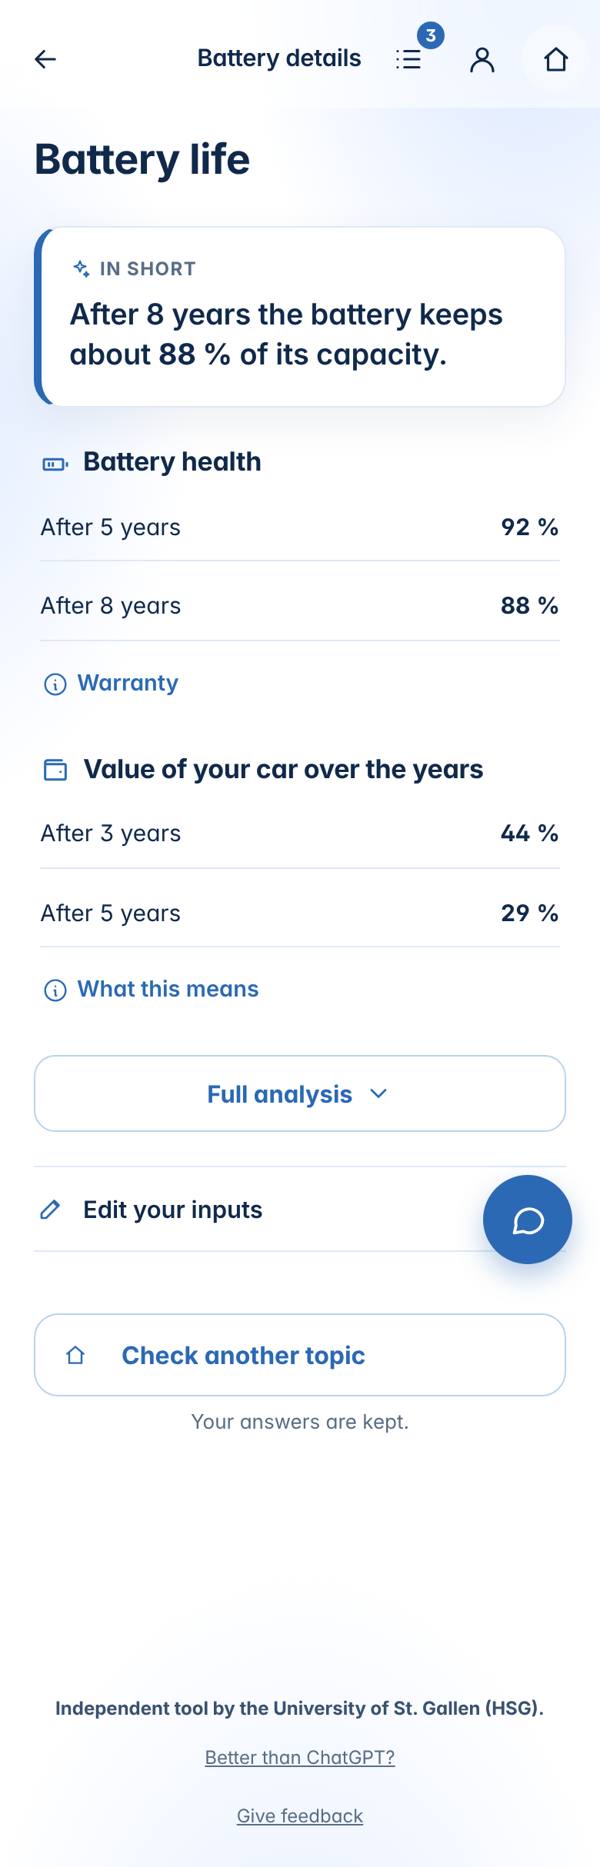 Battery details
3
Battery life
IN SHORT
After 8 years the battery keeps
about 88 % of its capacity.
Battery health
After 5 years 92 %
After 8 years 88 %
Warranty
Value of your car over the years
After 3 years 44 %
After 5 years 29 %
What this means
Full analysis
Edit your inputs
Check another topic
Your answers are kept.
Independent tool by the University of St. Gallen (HSG).
Better than ChatGPT?
Give feedback